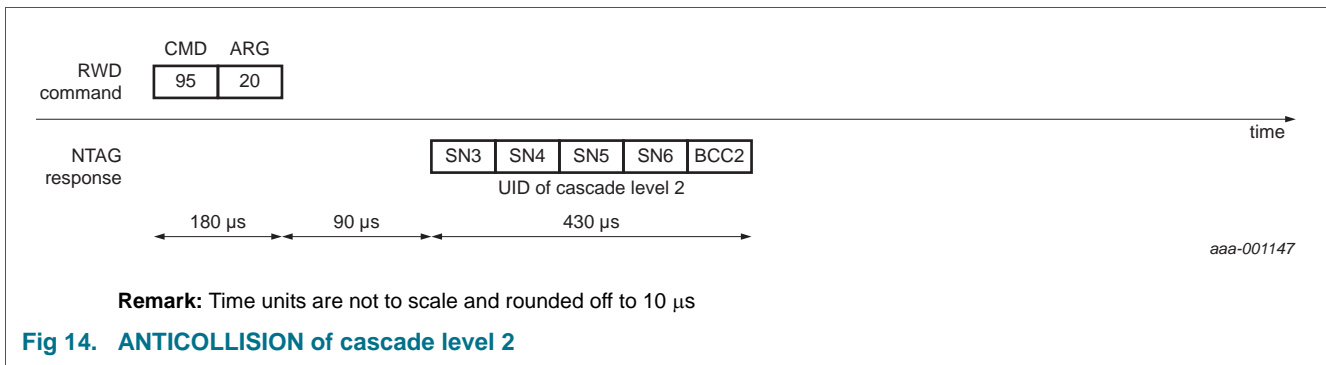 CMD ARG
RWD command
95 20
time
NTAG response
SN3 SN4 SN5 SN6 BCC2
UID of cascade level 2
180 µs 90 µs 430 µs
aaa-001147
Remark: Time units are not to scale and rounded off to 10 µs
Fig 14. ANTICOLLISION of cascade level 2